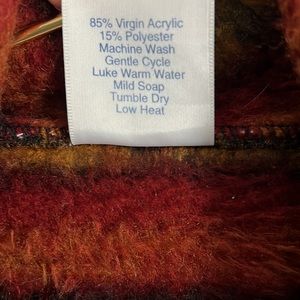 85% Virgin Acrylic
15% Polyester
Machine Wash
Gentle Cycle
Luke Warm Water
Mild Soap
Tumble Dry
Low Heat